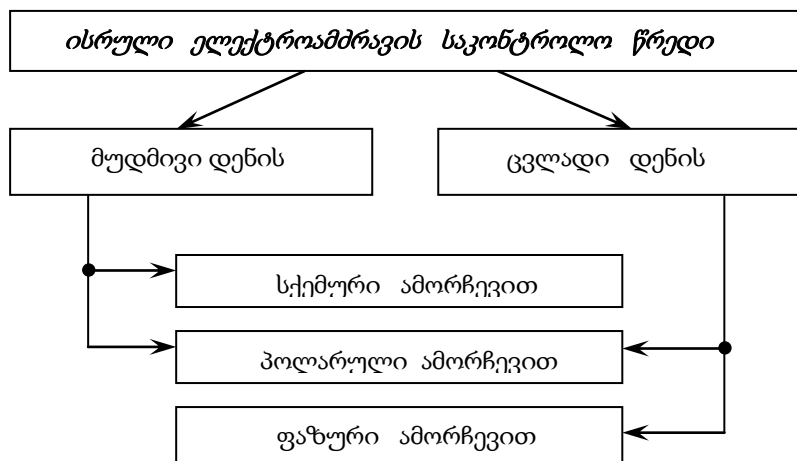 ისრული ელექტროამძრავის საკონტროლო წრედი
მუდმივი დენის
ცვლადი დენის
სქემური ამორჩევით
პოლარული ამორჩევით
ფაზური ამორჩევით